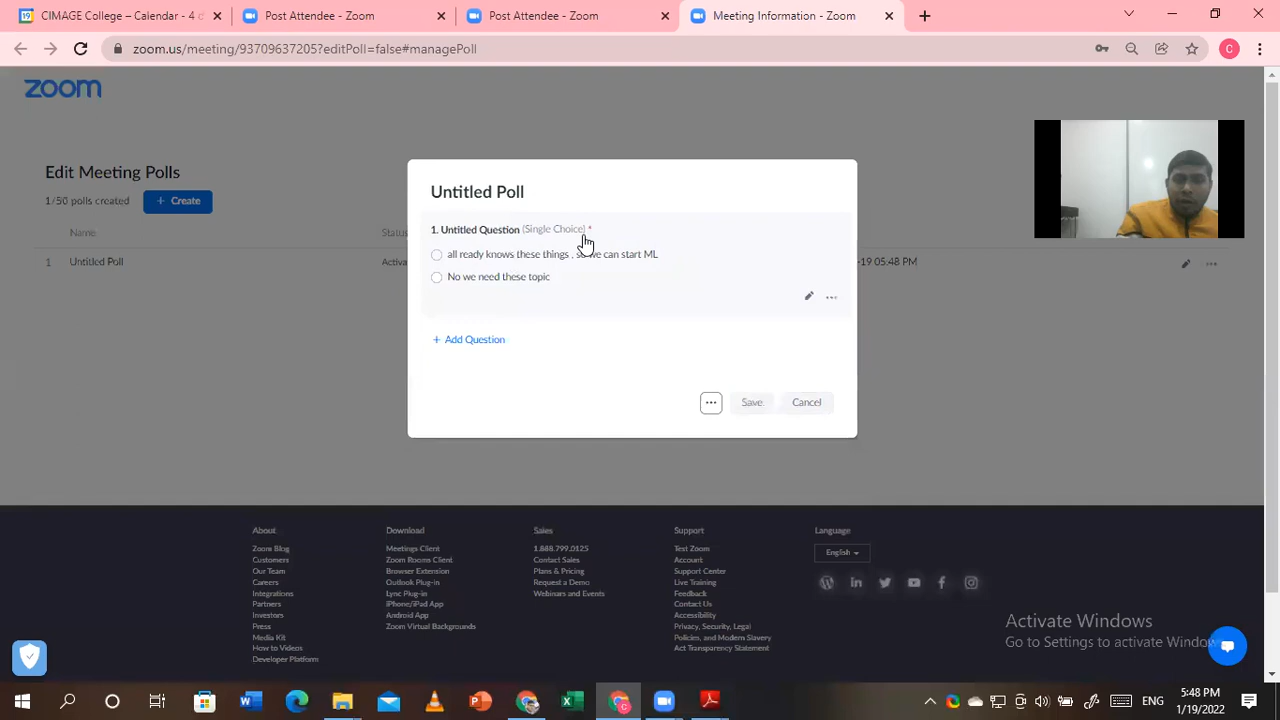 CIMAGE College – Calendar - 4 c
Post Attendee - Zoom
Post Attendee - Zoom
Meeting Information - Zoom
zoom.us/meeting/93709637205?editPoll=false#managePoll
C
zoom
Edit Meeting Polls
1/50 polls created
+ Create
Name
Status
1 Untitled Poll
Activa
-19 05:48 PM
Untitled Poll
1. Untitled Question (Single Choice) *
all ready knows these things , so we can start ML
No we need these topic
+ Add Question
Save
Cancel
About
Zoom Blog
Customers
Our Team
Careers
Integrations
Partners
Investors
Press
Media Kit
How to Videos
Developer Platform
Download
Meetings Client
Zoom Rooms Client
Browser Extension
Outlook Plug-in
Lync Plug-in
iPhone/iPad App
Android App
Zoom Virtual Backgrounds
Sales
1.888.799.0125
Contact Sales
Plans & Pricing
Request a Demo
Webinars and Events
Support
Test Zoom
Account
Support Center
Live Training
Feedback
Contact Us
Accessibility
Privacy, Security, Legal
Policies, and Modern Slavery
Act Transparency Statement
Language
English
Activate Windows
Go to Settings to activate Window
ENG
5:48 PM
1/19/2022